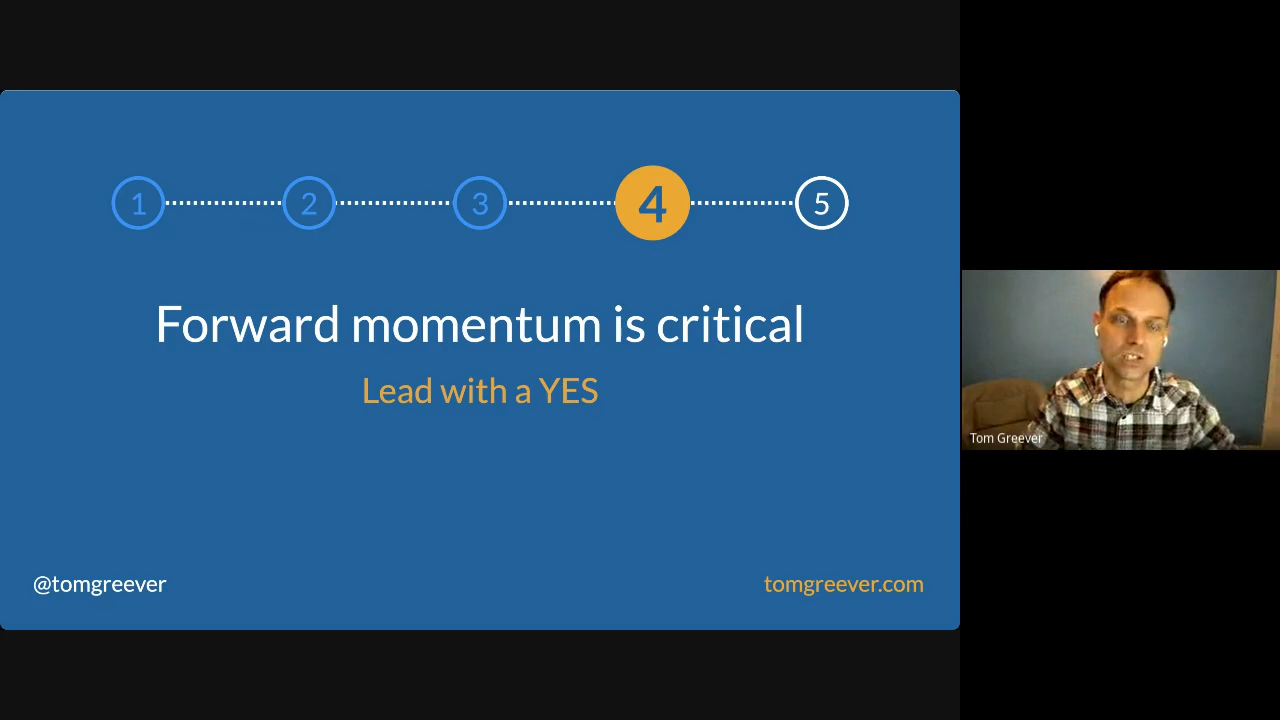 1 2 3 4 5
Forward momentum is critical
Lead with a YES
@tomgreever
tomgreever.com
Tom Greever